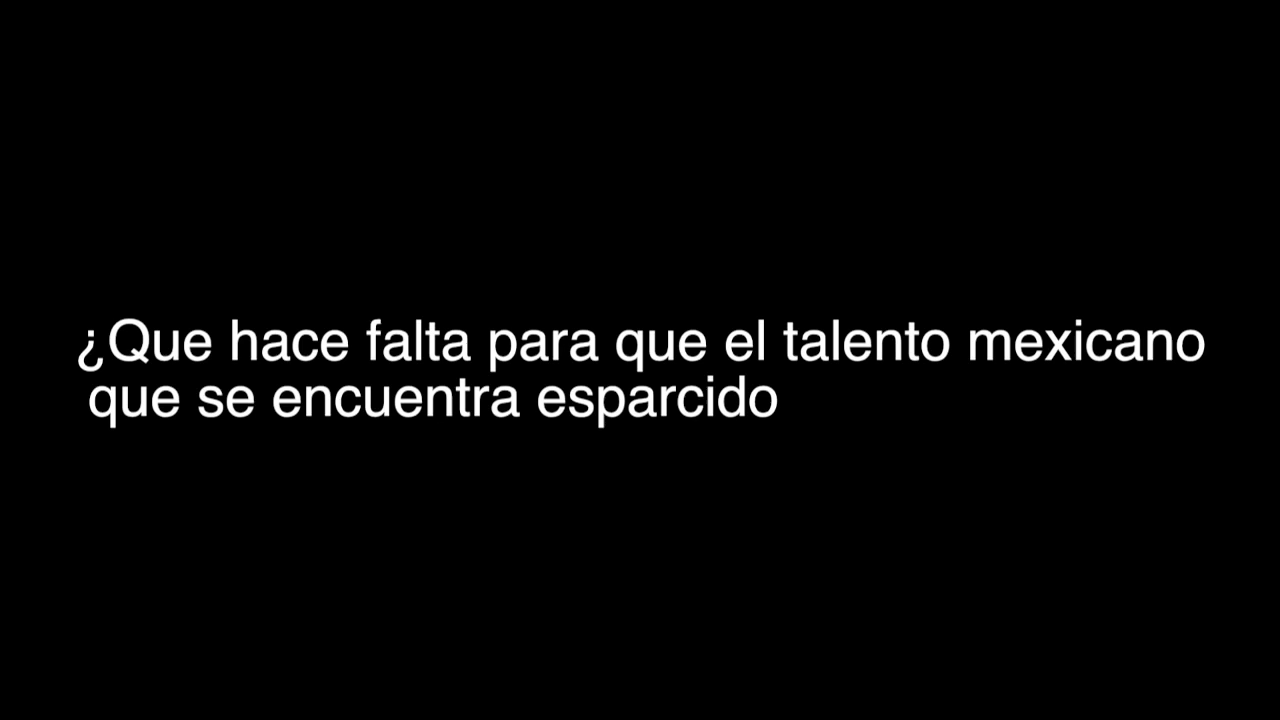 ¿Que hace falta para que el talento mexicano
que se encuentra esparcido